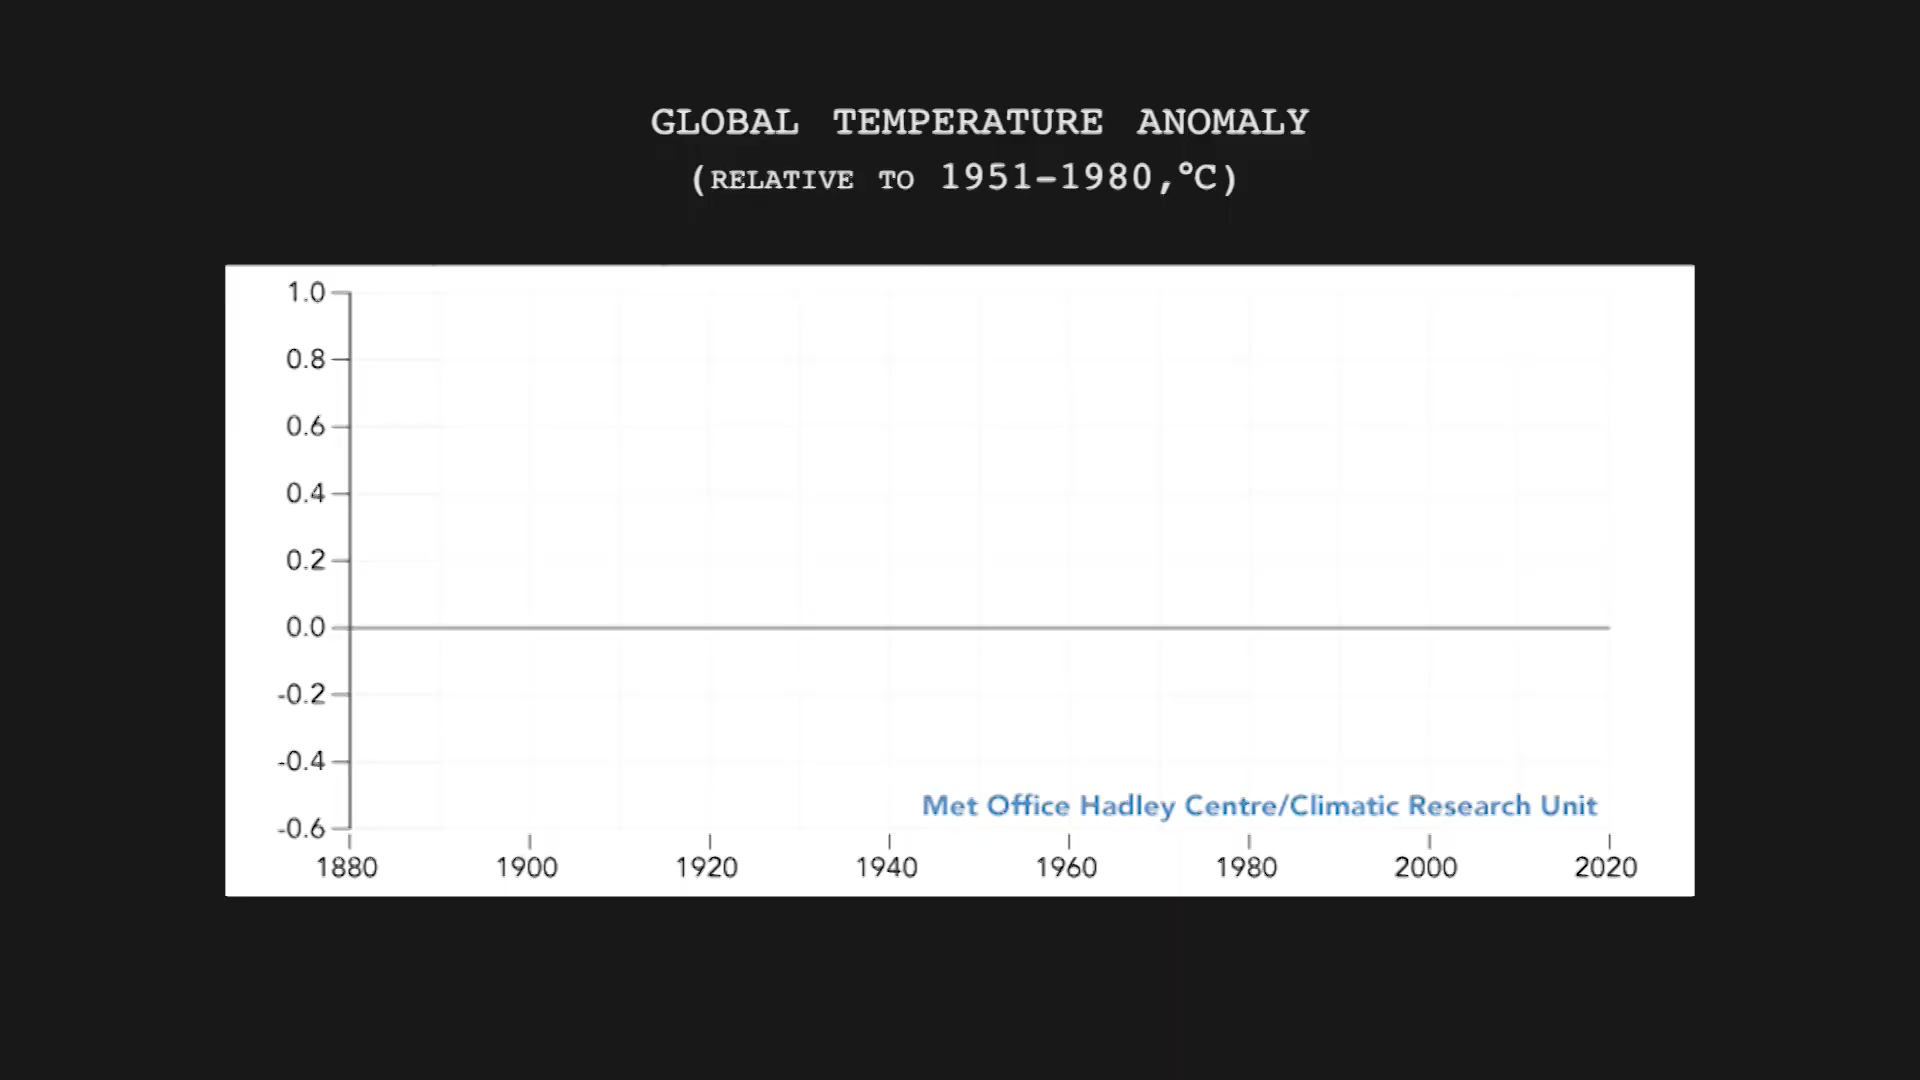 GLOBAL TEMPERATURE ANOMALY
(RELATIVE TO 1951–1980,°C)
1.0
0.8
0.6
0.4
0.2
0.0
-0.2
-0.4
-0.6
Met Office Hadley Centre/Climatic Research Unit
1880 1900 1920 1940 1960 1980 2000 2020